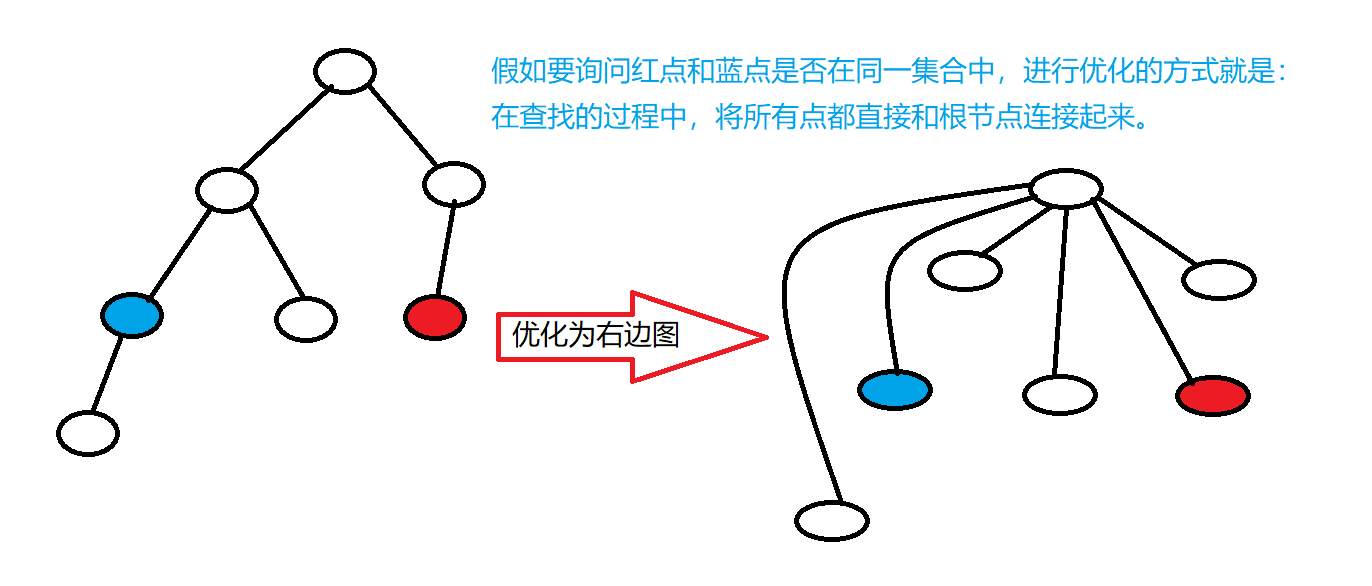 假如要询问红点和蓝点是否在同一集合中，进行优化的方式就是：
在查找的过程中，将所有点都直接和根节点连接起来。
优化为右边图